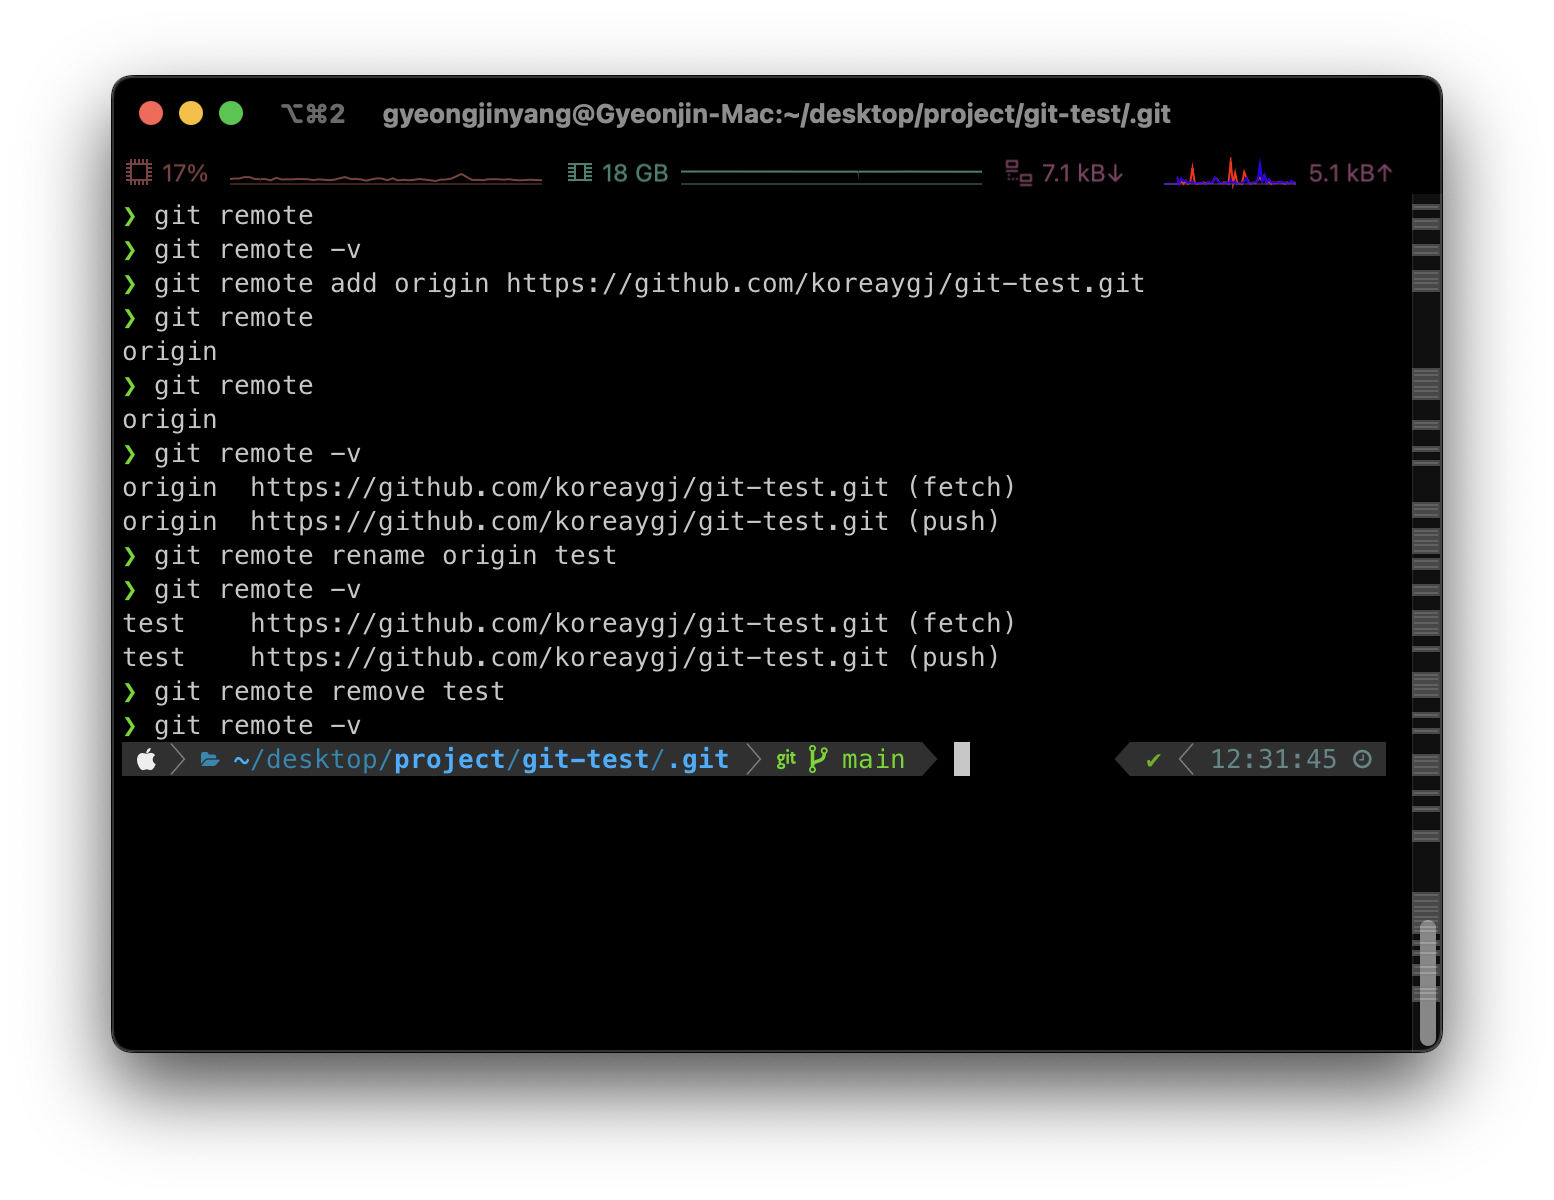 ⌥⌘2 gyeongjinyang@Gyeonjin-Mac:~/desktop/project/git-test/.git
17% 18 GB 7.1 kB↓ 5.1 kB↑
❯ git remote
❯ git remote -v
❯ git remote add origin https://github.com/koreaygj/git-test.git
❯ git remote
origin
❯ git remote
origin
❯ git remote -v
origin  https://github.com/koreaygj/git-test.git (fetch)
origin  https://github.com/koreaygj/git-test.git (push)
❯ git remote rename origin test
❯ git remote -v
test    https://github.com/koreaygj/git-test.git (fetch)
test    https://github.com/koreaygj/git-test.git (push)
❯ git remote remove test
❯ git remote -v
~/desktop/project/git-test/.git git main ✔ 12:31:45